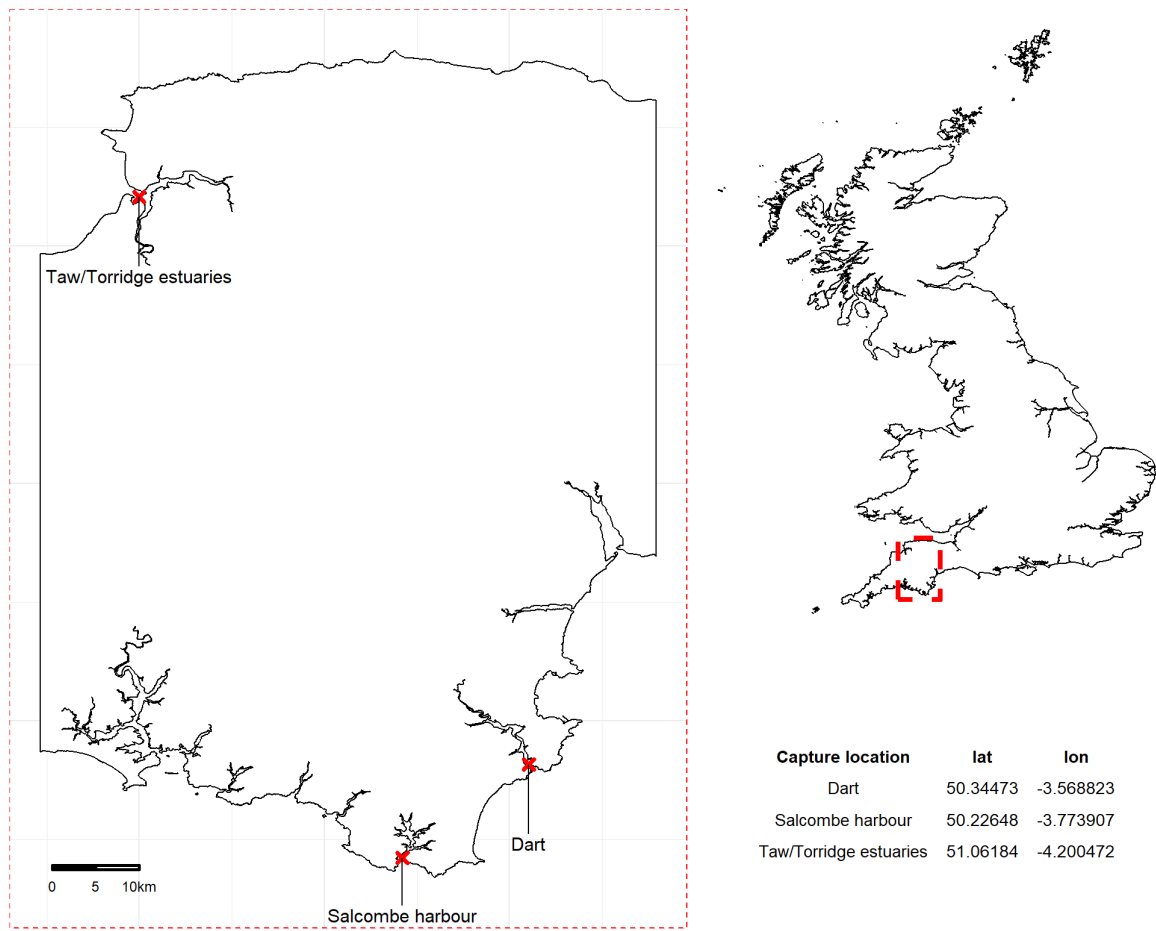 Taw/Torridge estuaries
Dart
Salcombe harbour
0 5 10km
Capture location lat lon
Dart 50.34473 -3.568823
Salcombe harbour 50.22648 -3.773907
Taw/Torridge estuaries 51.06184 -4.200472